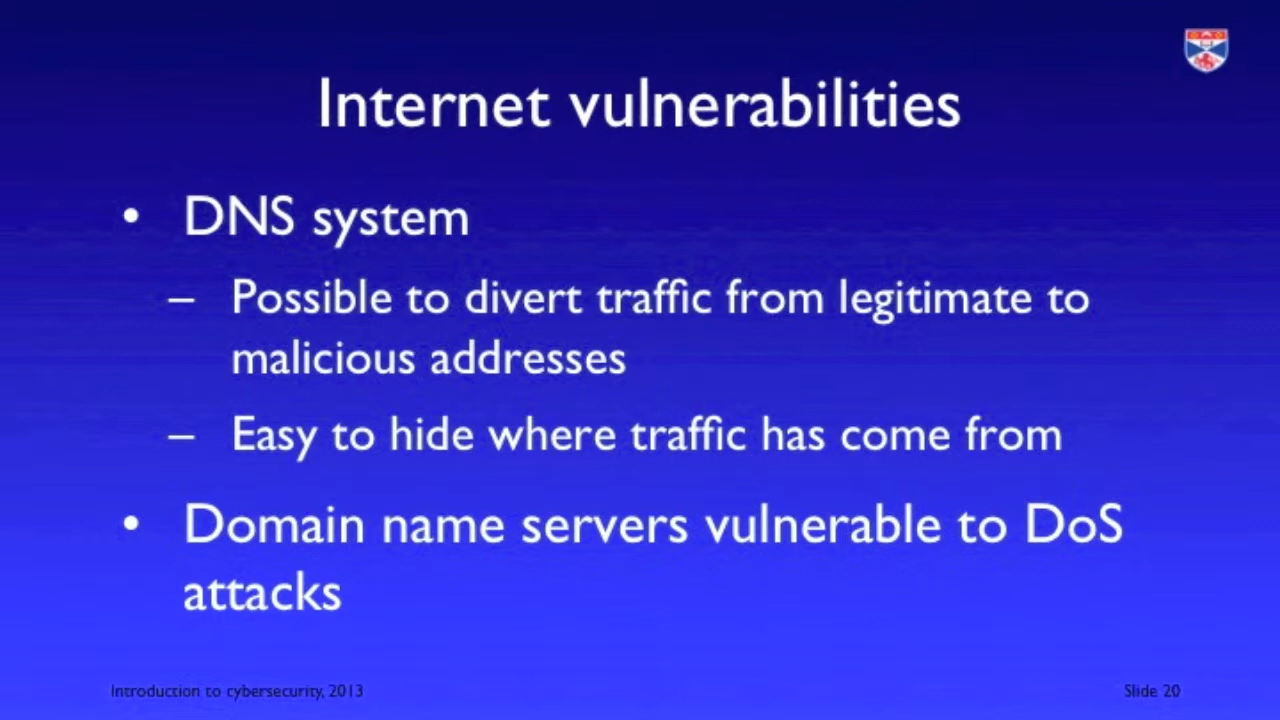 Internet vulnerabilities
• DNS system
– Possible to divert traffic from legitimate to
malicious addresses
– Easy to hide where traffic has come from
• Domain name servers vulnerable to DoS
attacks
Introduction to cybersecurity, 2013
Slide 20